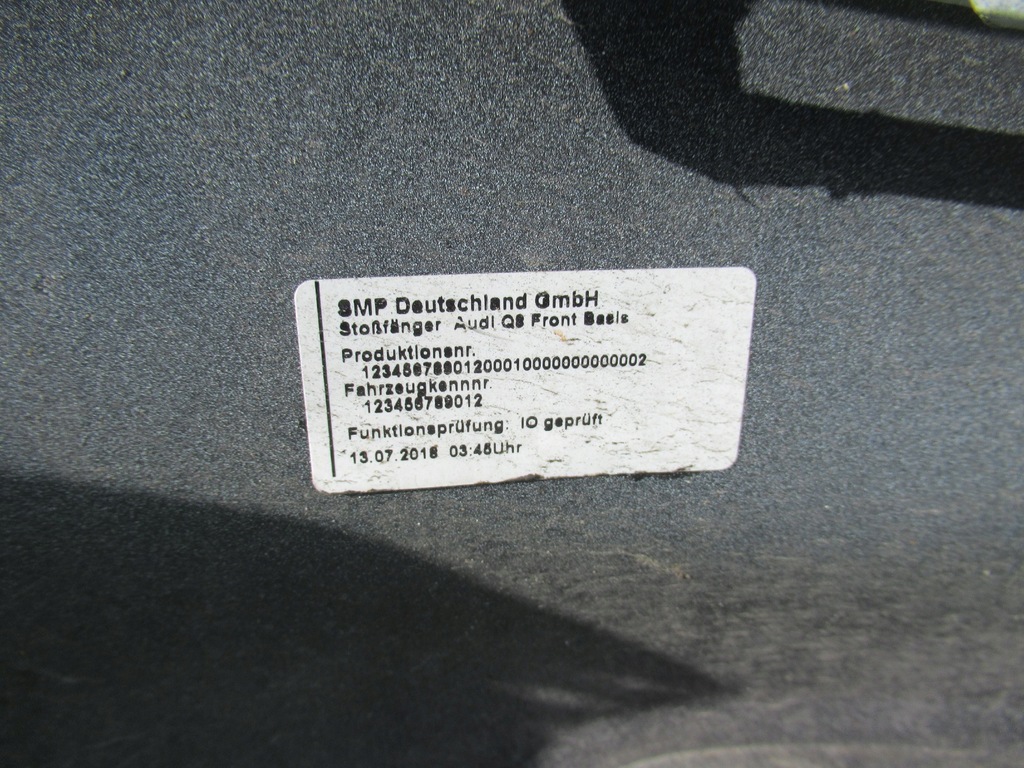 SMP Deutschland GmbH
Stoßfänger Audi Q8 Front Basis
Produktionsnr.
12345678901200010000000000002
Fahrzeugkennnr.
123456789012
Funktionsprüfung: IO geprüft
13.07.2018 03:45Uhr